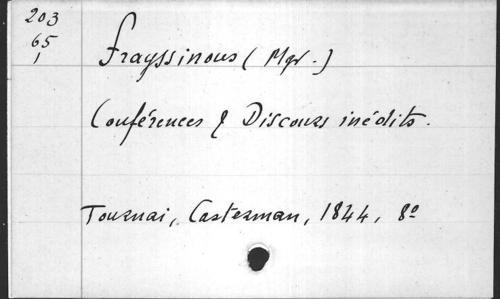 203
65
1
Frayssinous (Mgr.)
Conférences & Discours inédits.
Tournai, Casterman, 1844, 8º